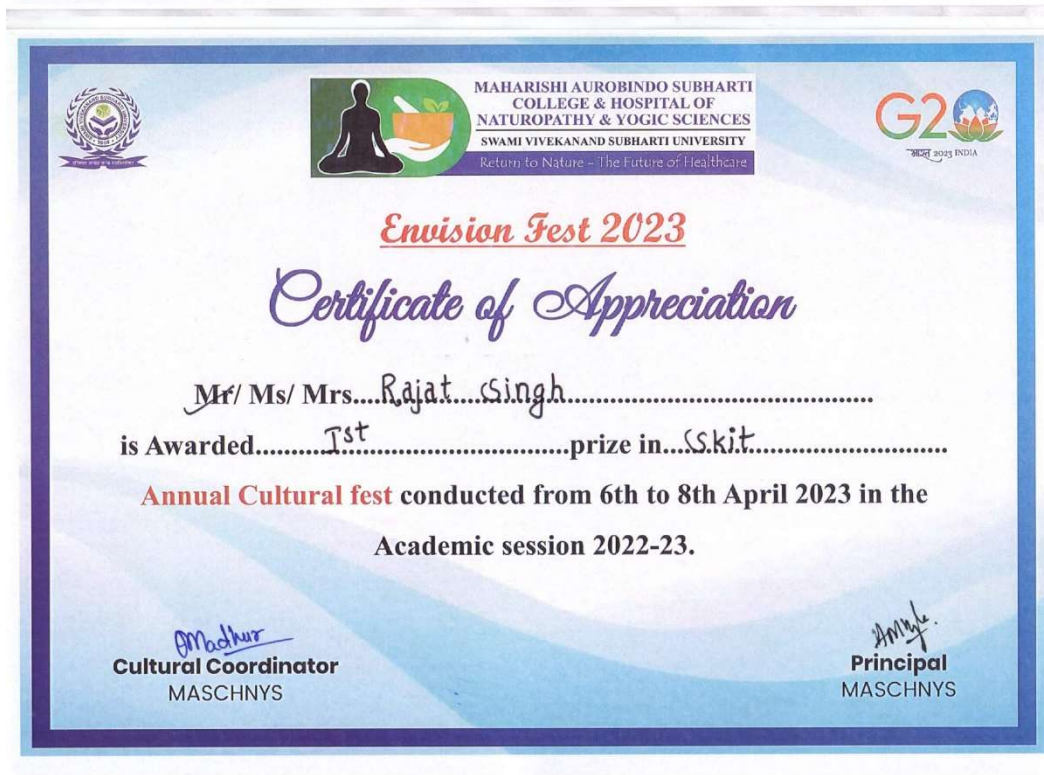 MAHARISHI AUROBINDO SUBHARTI
COLLEGE & HOSPITAL OF
NATUROPATHY & YOGIC SCIENCES
SWAMI VIVEKANAND SUBHARTI UNIVERSITY
Return to Nature - The Future of Healthcare
G20
भारत 2023 INDIA
Envision Fest 2023
Certificate of Appreciation
Mr/ Ms/ Mrs....Rajat Singh
is Awarded...........Ist...........prize in....Skit
Annual Cultural fest conducted from 6th to 8th April 2023 in the
Academic session 2022-23.
Madhur
Cultural Coordinator
MASCHNYS
Principal
MASCHNYS